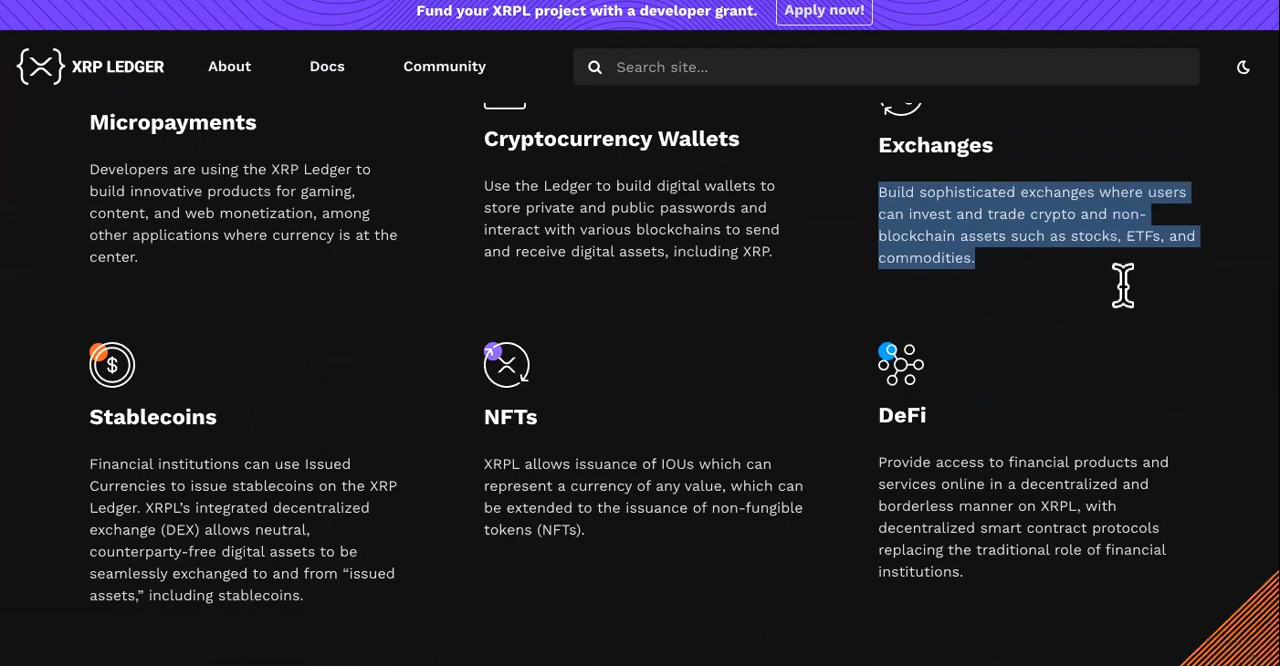 Fund your XRPL project with a developer grant. Apply now!
XRP LEDGER About Docs Community Search site...
Micropayments
Developers are using the XRP Ledger to
build innovative products for gaming,
content, and web monetization, among
other applications where currency is at the
center.
Cryptocurrency Wallets
Use the Ledger to build digital wallets to
store private and public passwords and
interact with various blockchains to send
and receive digital assets, including XRP.
Exchanges
Build sophisticated exchanges where users
can invest and trade crypto and non-
blockchain assets such as stocks, ETFs, and
commodities.
$
Stablecoins
Financial institutions can use Issued
Currencies to issue stablecoins on the XRP
Ledger. XRPL’s integrated decentralized
exchange (DEX) allows neutral,
counterparty-free digital assets to be
seamlessly exchanged to and from “issued
assets,” including stablecoins.
NFTs
XRPL allows issuance of IOUs which can
represent a currency of any value, which can
be extended to the issuance of non-fungible
tokens (NFTs).
DeFi
Provide access to financial products and
services online in a decentralized and
borderless manner on XRPL, with
decentralized smart contract protocols
replacing the traditional role of financial
institutions.